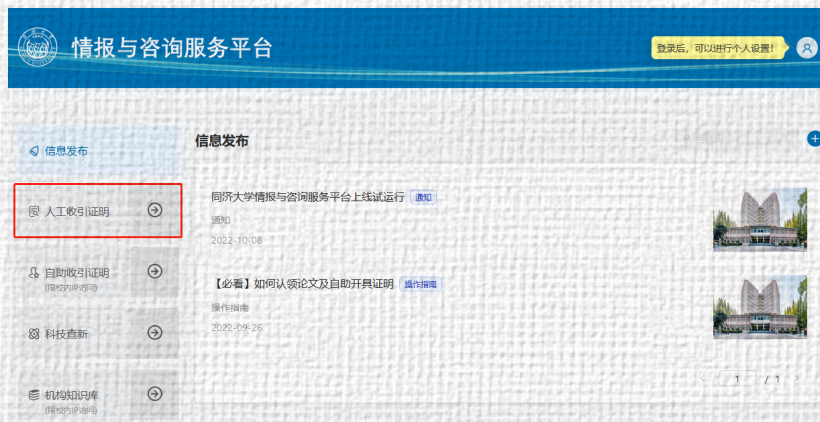 情报与咨询服务平台
登录后，可以进行个人设置！
信息发布
人工收引证明
自助收引证明
(限校内IP访问)
科技查新
机构知识库
(限校内IP访问)
信息发布
同济大学情报与咨询服务平台上线试运行 通知
通知
2022-10-08
【必看】如何认领论文及自助开具证明 操作指南
操作指南
2022-09-26
< 1 / 1 >